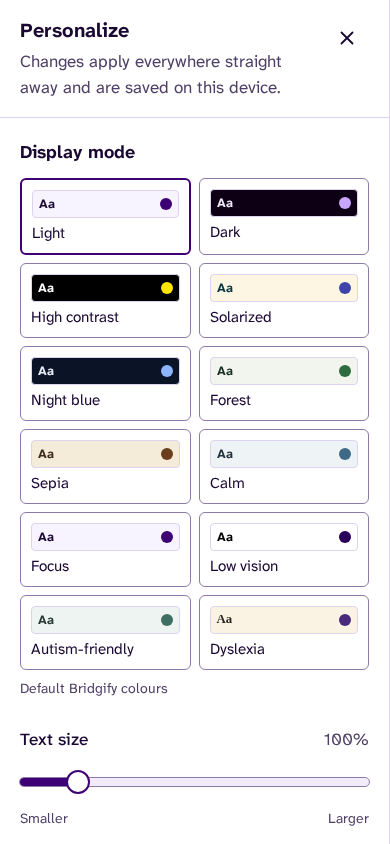 Personalize
Changes apply everywhere straight
away and are saved on this device.
Display mode
Aa
Light
Aa
Dark
Aa
High contrast
Aa
Solarized
Aa
Night blue
Aa
Forest
Aa
Sepia
Aa
Calm
Aa
Focus
Aa
Low vision
Aa
Autism-friendly
Aa
Dyslexia
Default Bridgify colours
Text size 100%
Smaller Larger